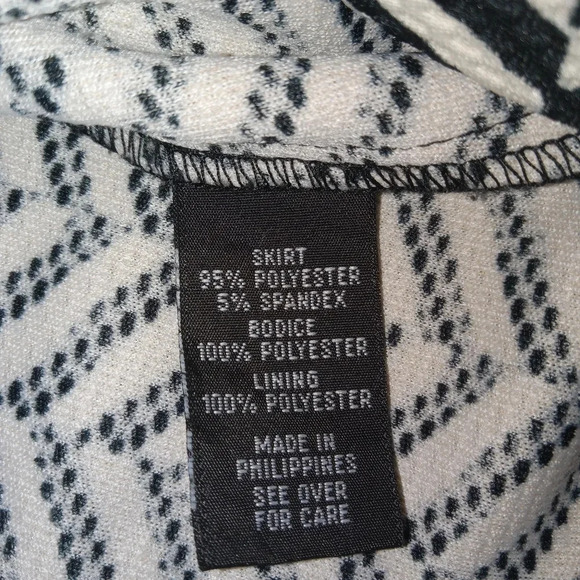 SKIRT
95% POLYESTER
5% SPANDEX
BODICE
100% POLYESTER
LINING
100% POLYESTER
MADE IN
PHILIPPINES
SEE OVER
FOR CARE